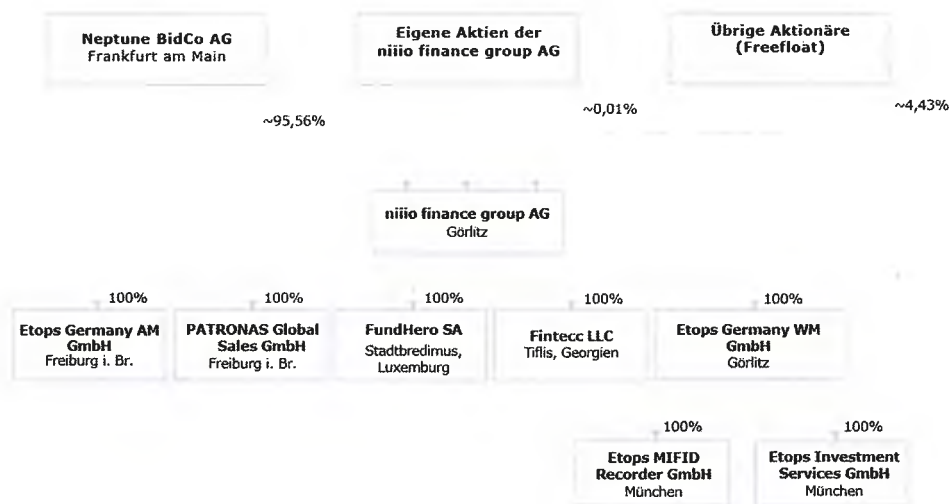 Neptune BidCo AG
Frankfurt am Main
Eigene Aktien der
niiio finance group AG
Übrige Aktionäre
(Freefloat)
~95,56%
~0,01%
~4,43%
niiio finance group AG
Görlitz
100%
100%
100%
100%
100%
Etops Germany AM
GmbH
Freiburg i. Br.
PATRONAS Global
Sales GmbH
Freiburg i. Br.
FundHero SA
Stadtbredimus,
Luxemburg
Fintecc LLC
Tiflis, Georgien
Etops Germany WM
GmbH
Görlitz
100%
100%
Etops MIFID
Recorder GmbH
München
Etops Investment
Services GmbH
München